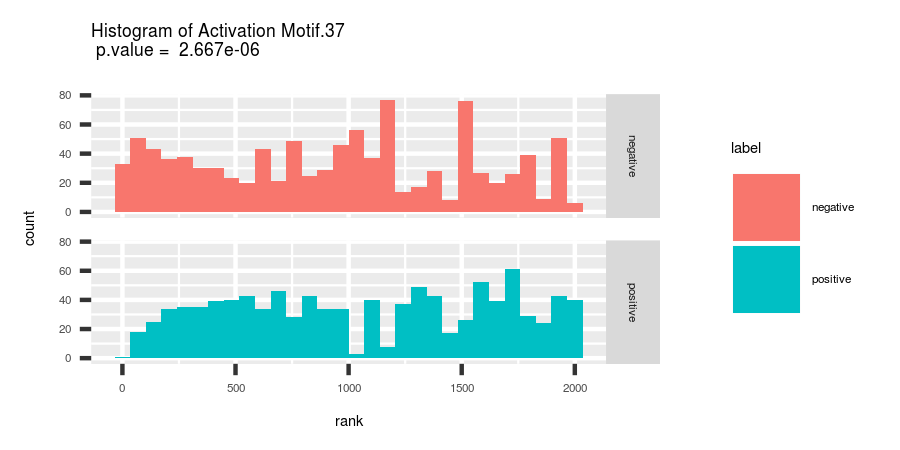 Histogram of Activation Motif.37
p.value = 2.667e-06
count
80
60
40
20
0
negative
80
60
40
20
0
positive
0 500 1000 1500 2000
rank
label
negative
positive